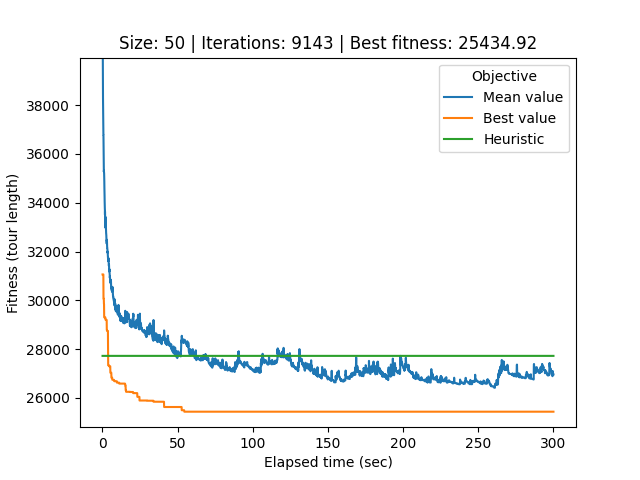 Size: 50 | Iterations: 9143 | Best fitness: 25434.92
Objective
Mean value
Best value
Heuristic
Fitness (tour length)
38000
36000
34000
32000
30000
28000
26000
0 50 100 150 200 250 300
Elapsed time (sec)